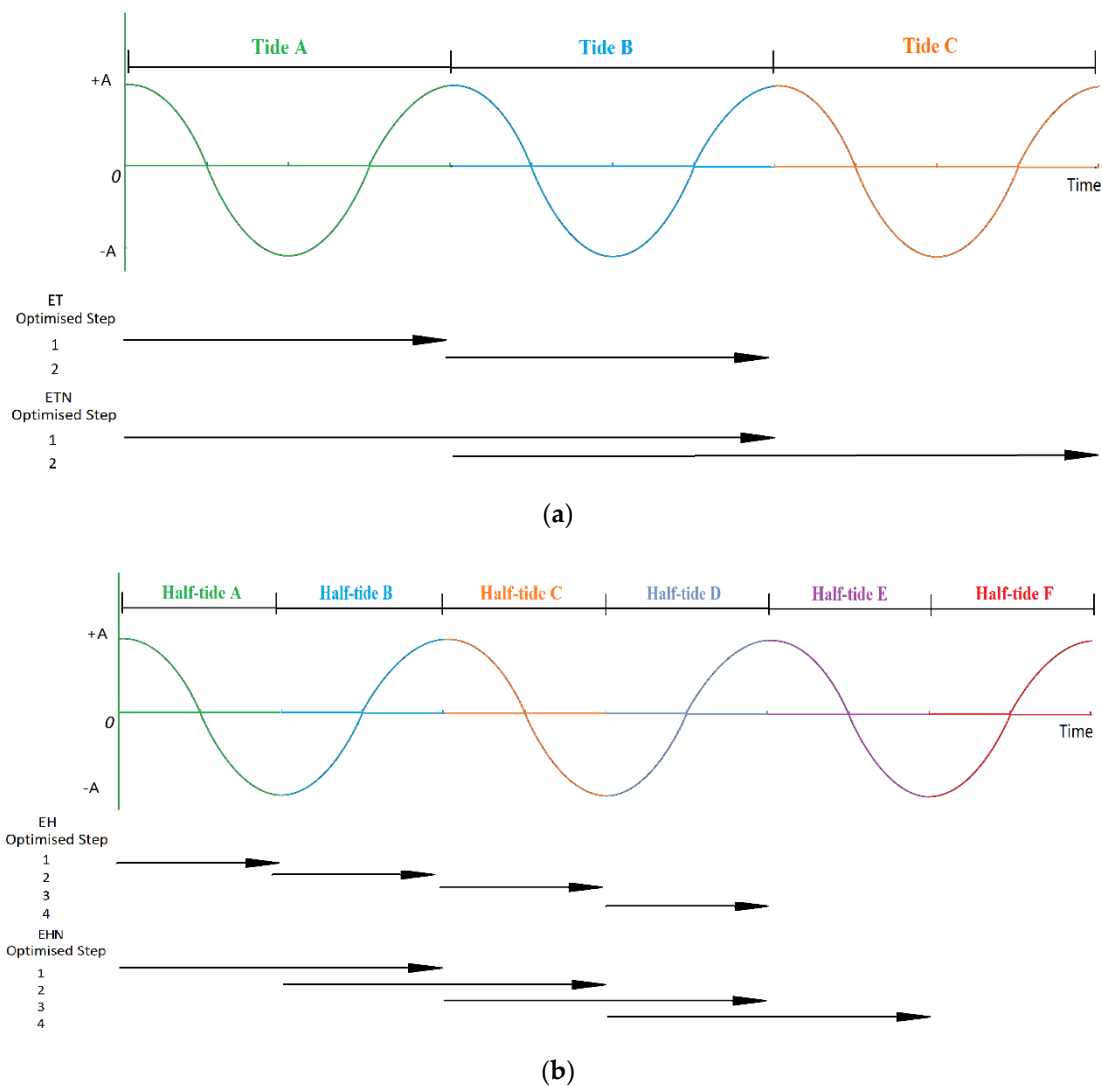 Tide A Tide B Tide C
+A
0
Time
-A
ET
Optimised Step
1
2
ETN
Optimised Step
1
2
(a)
Half-tide A Half-tide B Half-tide C Half-tide D Half-tide E Half-tide F
+A
0
Time
-A
EH
Optimised Step
1
2
3
4
EHN
Optimised Step
1
2
3
4
(b)